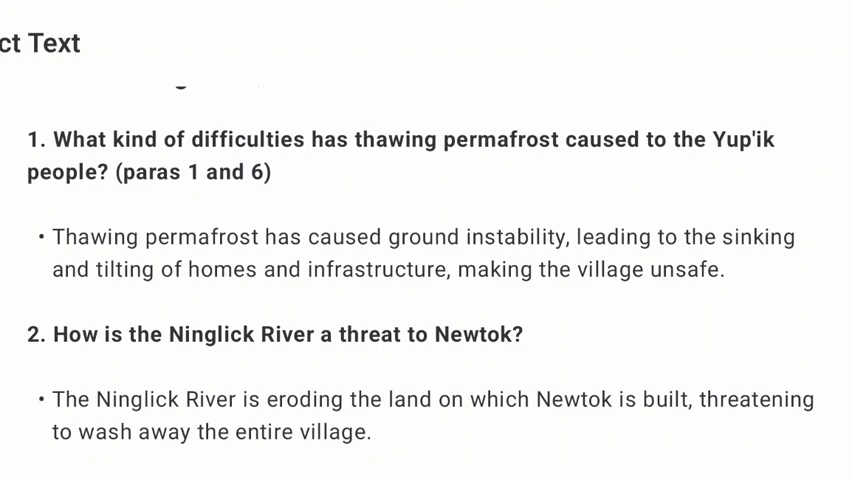 ct Text
1. What kind of difficulties has thawing permafrost caused to the Yup'ik
people? (paras 1 and 6)
• Thawing permafrost has caused ground instability, leading to the sinking
and tilting of homes and infrastructure, making the village unsafe.
2. How is the Ninglick River a threat to Newtok?
• The Ninglick River is eroding the land on which Newtok is built, threatening
to wash away the entire village.